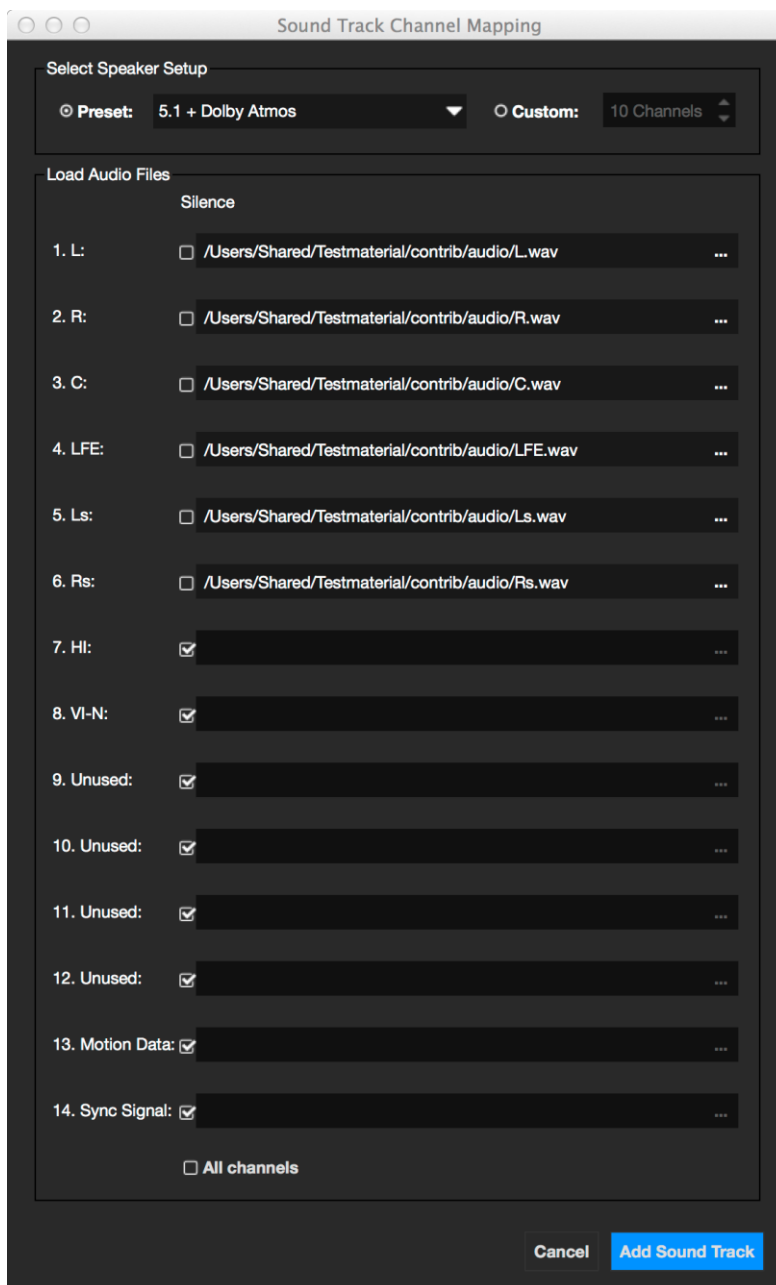 Sound Track Channel Mapping
Select Speaker Setup
Preset: 5.1 + Dolby Atmos Custom: 10 Channels
Load Audio Files
Silence
1. L: /Users/Shared/Testmaterial/contrib/audio/L.wav ...
2. R: /Users/Shared/Testmaterial/contrib/audio/R.wav ...
3. C: /Users/Shared/Testmaterial/contrib/audio/C.wav ...
4. LFE: /Users/Shared/Testmaterial/contrib/audio/LFE.wav ...
5. Ls: /Users/Shared/Testmaterial/contrib/audio/Ls.wav ...
6. Rs: /Users/Shared/Testmaterial/contrib/audio/Rs.wav ...
7. HI: ...
8. VI-N: ...
9. Unused: ...
10. Unused: ...
11. Unused: ...
12. Unused: ...
13. Motion Data: ...
14. Sync Signal: ...
All channels
Cancel Add Sound Track